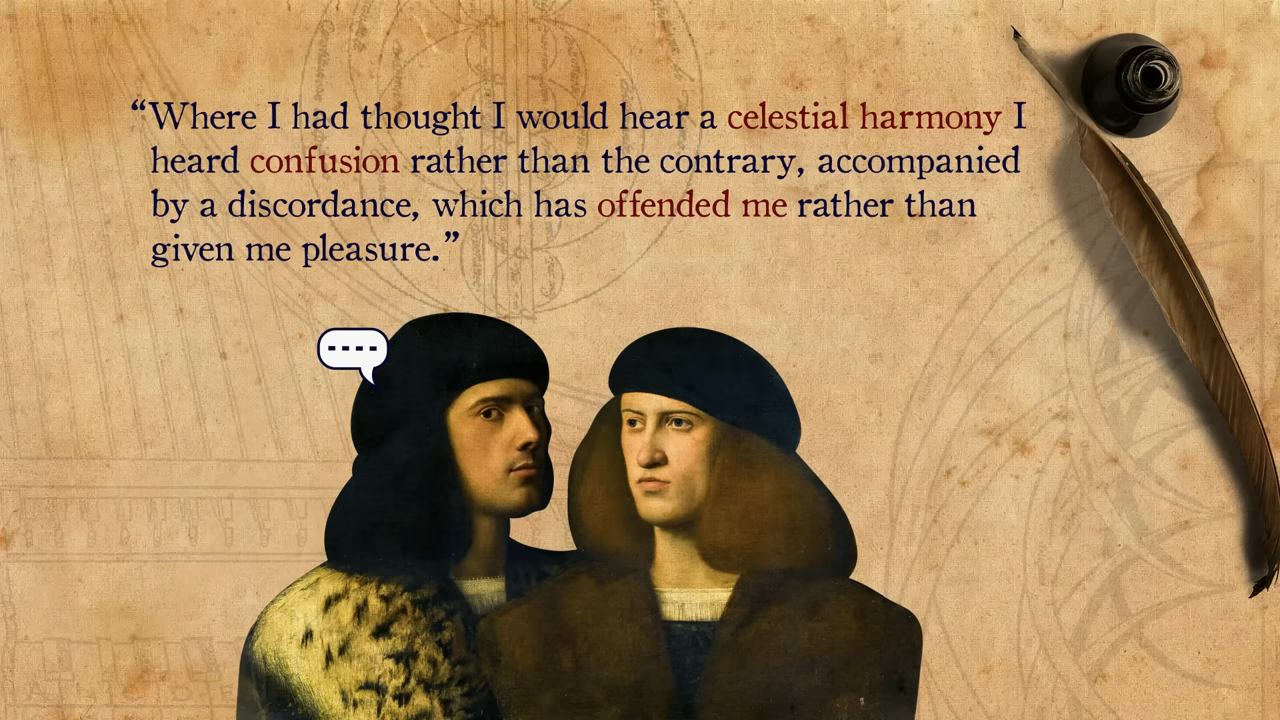 “Where I had thought I would hear a celestial harmony I
heard confusion rather than the contrary, accompanied
by a discordance, which has offended me rather than
given me pleasure.”